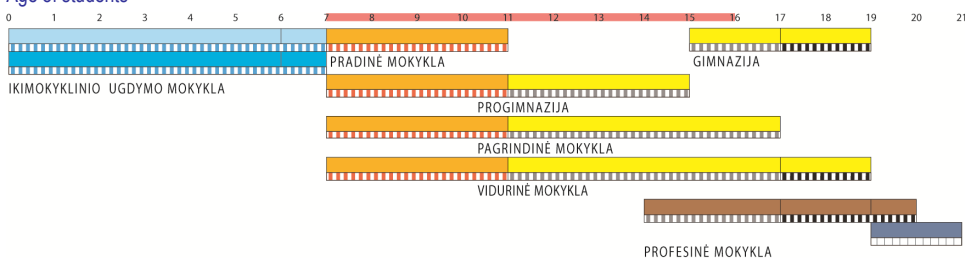 Age of students
0 1 2 3 4 5 6 7 8 9 10 11 12 13 14 15 16 17 18 19 20 21
PRADINĖ MOKYKLA
GIMNAZIJA
IKIMOKYKLINIO UGDYMO MOKYKLA
PROGIMNAZIJA
PAGRINDINĖ MOKYKLA
VIDURINĖ MOKYKLA
PROFESINĖ MOKYKLA